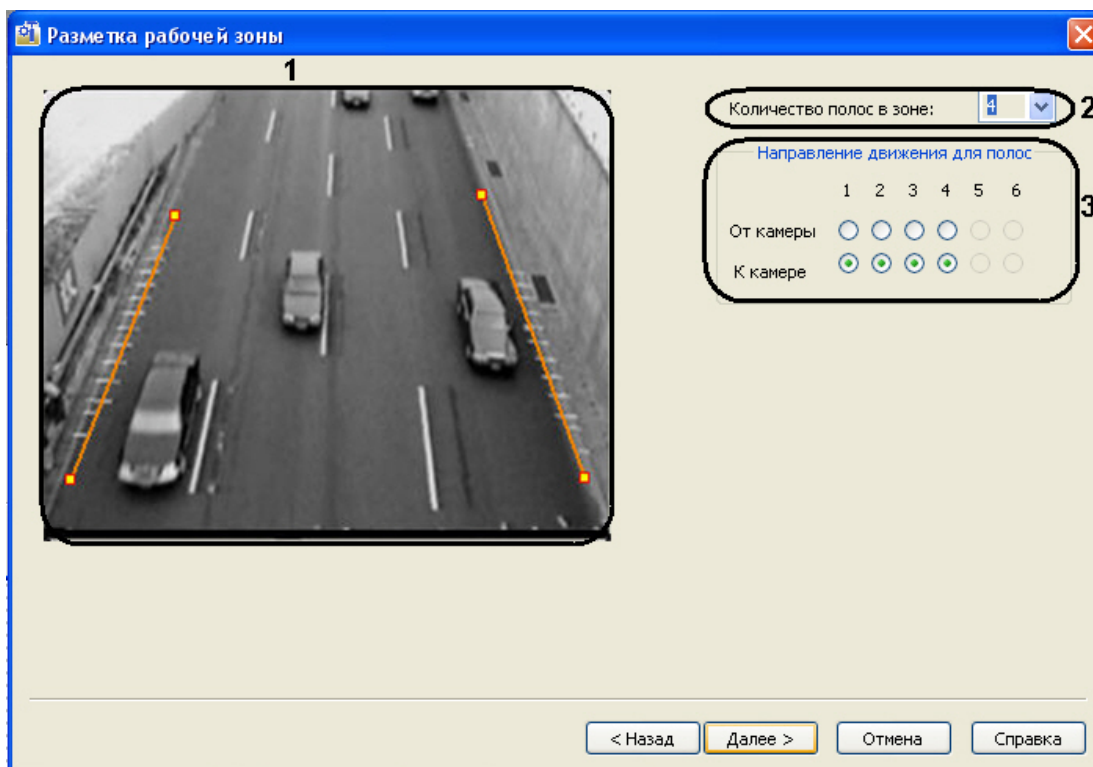 Разметка рабочей зоны
1
Количество полос в зоне: 4
2
Направление движения для полос
1 2 3 4 5 6
3
От камеры
К камере
< Назад
Далее >
Отмена
Справка